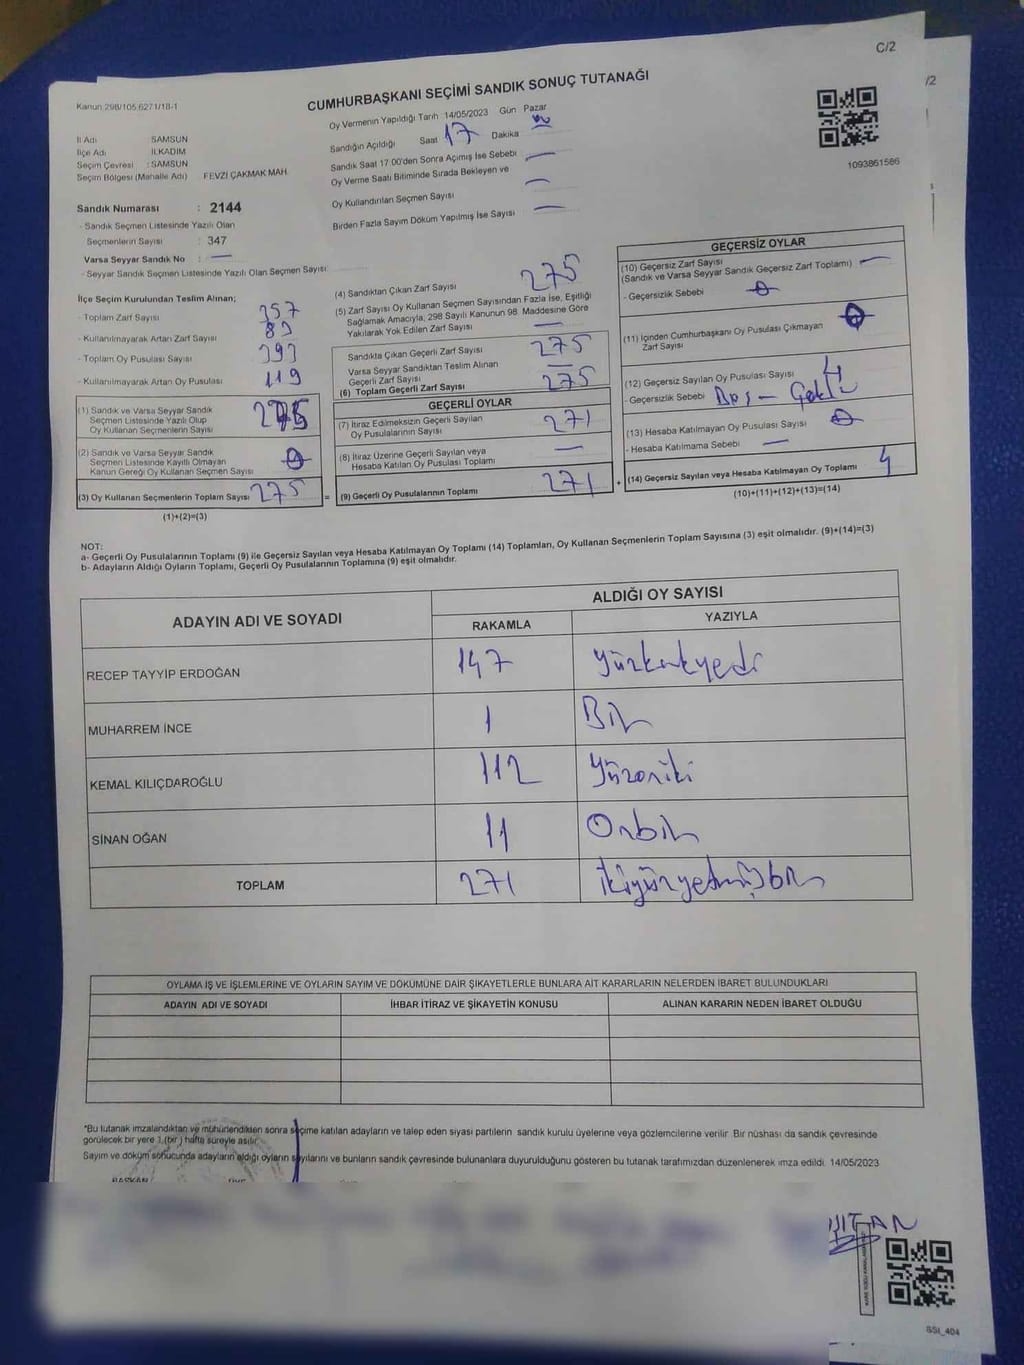 C/2
/2
Kanun 298/105,6271/18-1
CUMHURBAŞKANI SEÇİMİ SANDIK SONUÇ TUTANAĞI
Oy Vermenin Yapıldığı Tarih 14/05/2023 Gün Pazar
Sandığın Açıldığı Saat 17 Dakika
Sandık Saat 17:00'den Sonra Açımış İse Sebebi
Oy Verme Saati Bitiminde Sırada Bekleyen ve
Oy Kullandırılan Seçmen Sayısı
Birden Fazla Sayım Döküm Yapılmış İse Sayısı
1093861586
İl Adı SAMSUN
İlçe Adı İLKADIM
Seçim Çevresi : SAMSUN
Seçim Bölgesi (Mahalle Adı) FEVZİ ÇAKMAK MAH.
Sandık Numarası : 2144
- Sandık Seçmen Listesinde Yazılı Olan
Seçmenlerin Sayısı : 347
Varsa Seyyar Sandık No : —
- Seyyar Sandık Seçmen Listesinde Yazılı Olan Seçmen Sayısı:
İlçe Seçim Kurulundan Teslim Alınan;
- Toplam Zarf Sayısı
- Kullanılmayarak Artan Zarf Sayısı
- Toplam Oy Pusulası Sayısı
- Kullanılmayarak Artan Oy Pusulası 119
(1) Sandık ve Varsa Seyyar Sandık
Seçmen Listesinde Yazılı Olup
Oy Kullanan Seçmenlerin Sayısı 275
(2) Sandık ve Varsa Seyyar Sandık
Seçmen Listesinde Kayıtlı Olmayan
Kanun Gereği Oy Kullanan Seçmen Sayısı 0
(3) Oy Kullanan Seçmenlerin Toplam Sayısı 275
(1)+(2)=(3)
(4) Sandıktan Çıkan Zarf Sayısı 275
(5) Zarf Sayısı Oy Kullanan Seçmen Sayısından Fazla İse, Eşitliği
Sağlamak Amacıyla, 298 Sayılı Kanunun 98. Maddesine Göre
Yakılarak Yok Edilen Zarf Sayısı —
Sandıkta Çıkan Geçerli Zarf Sayısı 275
Varsa Seyyar Sandıktan Teslim Alınan
Geçerli Zarf Sayısı —
(6) Toplam Geçerli Zarf Sayısı 275
GEÇERLİ OYLAR
(7) İtiraz Edilmeksizin Geçerli Sayılan
Oy Pusulalarının Sayısı 271
(8) İtiraz Üzerine Geçerli Sayılan veya
Hesaba Katılan Oy Pusulası Toplamı —
= (9) Geçerli Oy Pusulalarının Toplamı 271 +
GEÇERSİZ OYLAR
(10) Geçersiz Zarf Sayısı
(Sandık ve Varsa Seyyar Sandık Geçersiz Zarf Toplamı) —
- Geçersizlik Sebebi 0
(11) İçinden Cumhurbaşkanı Oy Pusulası Çıkmayan
Zarf Sayısı 0
(12) Geçersiz Sayılan Oy Pusulası Sayısı 4
- Geçersizlik Sebebi
(13) Hesaba Katılmayan Oy Pusulası Sayısı 0
- Hesaba Katılmama Sebebi —
(14) Geçersiz Sayılan veya Hesaba Katılmayan Oy Toplamı 4
(10)+(11)+(12)+(13)=(14)
NOT:
a- Geçerli Oy Pusulalarının Toplamı (9) ile Geçersiz Sayılan veya Hesaba Katılmayan Oy Toplamı (14) Toplamları, Oy Kullanan Seçmenlerin Toplam Sayısına (3) eşit olmalıdır. (9)+(14)=(3)
b- Adayların Aldığı Oyların Toplamı, Geçerli Oy Pusulalarının Toplamına (9) eşit olmalıdır.
ADAYIN ADI VE SOYADI
ALDIĞI OY SAYISI
RAKAMLA YAZIYLA
RECEP TAYYİP ERDOĞAN 147 Yüzkırkyedi
MUHARREM İNCE 1 Bir
KEMAL KILIÇDAROĞLU 112 Yüzoniki
SİNAN OĞAN 11 Onbir
TOPLAM 271 İkiyüzyetmişbir
OYLAMA İŞ VE İŞLEMLERİNE VE OYLARIN SAYIM VE DÖKÜMÜNE DAİR ŞİKAYETLERLE BUNLARA AİT KARARLARIN NELERDEN İBARET BULUNDUKLARI
ADAYIN ADI VE SOYADI İHBAR İTİRAZ VE ŞİKAYETİN KONUSU ALINAN KARARIN NEDEN İBARET OLDUĞU
*Bu tutanak imzalandıktan ve mühürlendikten sonra seçime katılan adayların ve talep eden siyasi partilerin sandık kurulu üyelerine veya gözlemcilerine verilir. Bir nüshası da sandık çevresinde
görülecek bir yere 1 (bir) hafta süreyle asılır.
Sayım ve döküm sonucunda adayların aldığı oyların sayılarını ve bunların sandık çevresinde bulunanlara duyurulduğunu gösteren bu tutanak tarafımızdan düzenlenerek imza edildi. 14/05/2023
BAŞKAN ÜYE
SSI_404